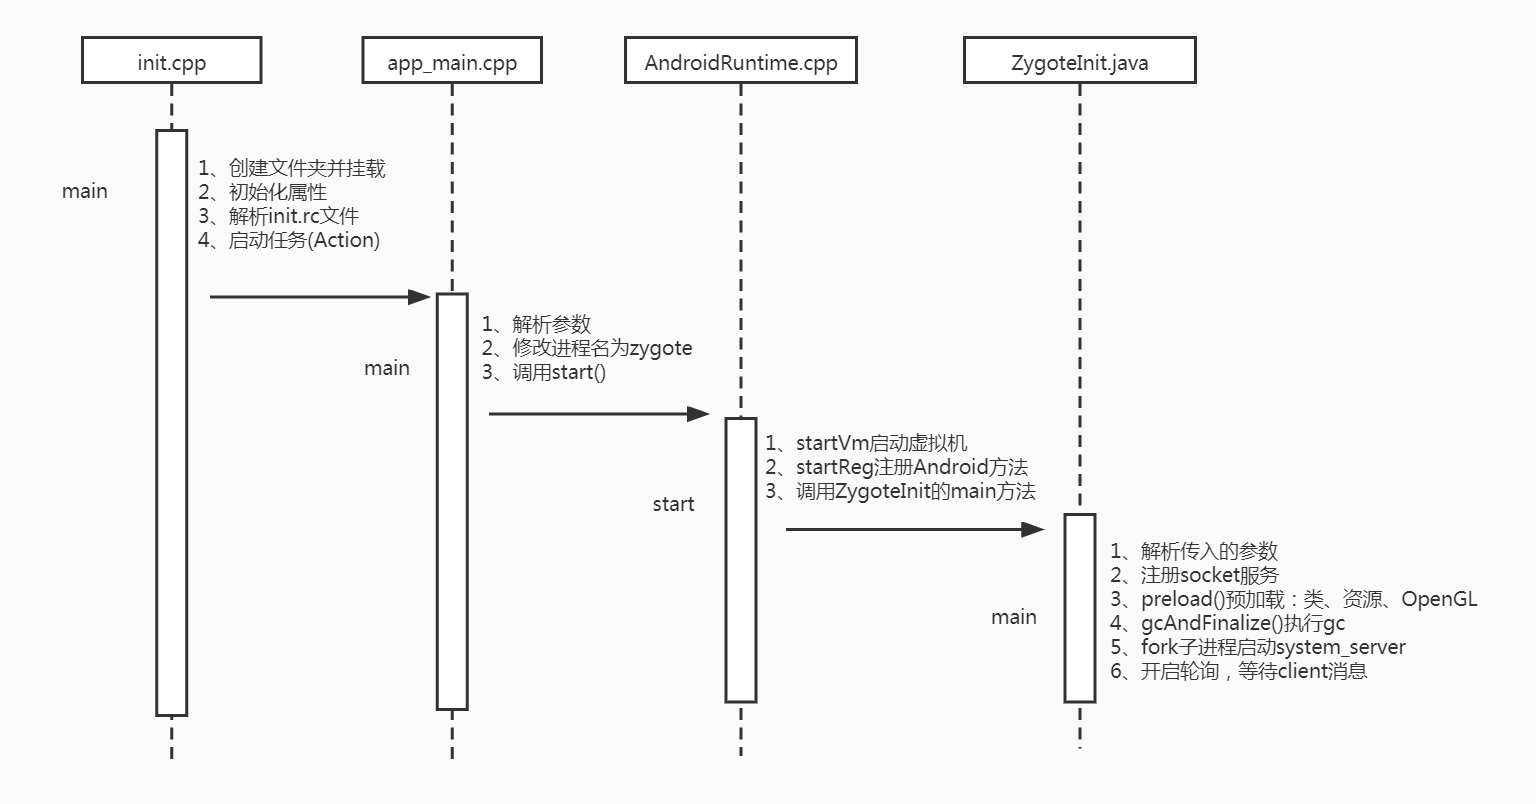 init.cpp
app_main.cpp
AndroidRuntime.cpp
ZygoteInit.java
main
1、创建文件夹并挂载
2、初始化属性
3、解析init.rc文件
4、启动任务(Action)
main
1、解析参数
2、修改进程名为zygote
3、调用start()
start
1、startVm启动虚拟机
2、startReg注册Android方法
3、调用ZygoteInit的main方法
main
1、解析传入的参数
2、注册socket服务
3、preload()预加载：类、资源、OpenGL
4、gcAndFinalize()执行gc
5、fork子进程启动system_server
6、开启轮询，等待client消息